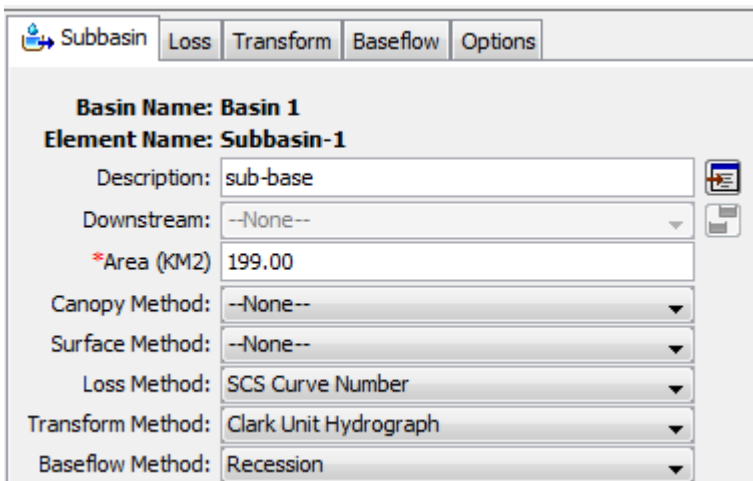 Subbasin Loss Transform Baseflow Options
Basin Name: Basin 1
Element Name: Subbasin-1
Description: sub-base
Downstream: --None--
*Area (KM2) 199.00
Canopy Method: --None--
Surface Method: --None--
Loss Method: SCS Curve Number
Transform Method: Clark Unit Hydrograph
Baseflow Method: Recession